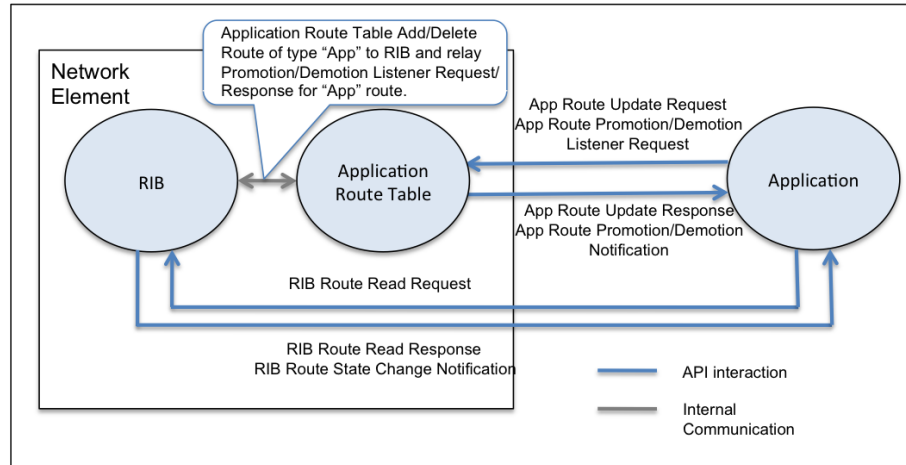 Application Route Table Add/Delete
Route of type “App” to RIB and relay
Promotion/Demotion Listener Request/
Response for “App” route.
Network
Element
RIB
Application
Route Table
App Route Update Request
App Route Promotion/Demotion
Listener Request
Application
App Route Update Response
App Route Promotion/Demotion
Notification
RIB Route Read Request
RIB Route Read Response
RIB Route State Change Notification
API interaction
Internal
Communication